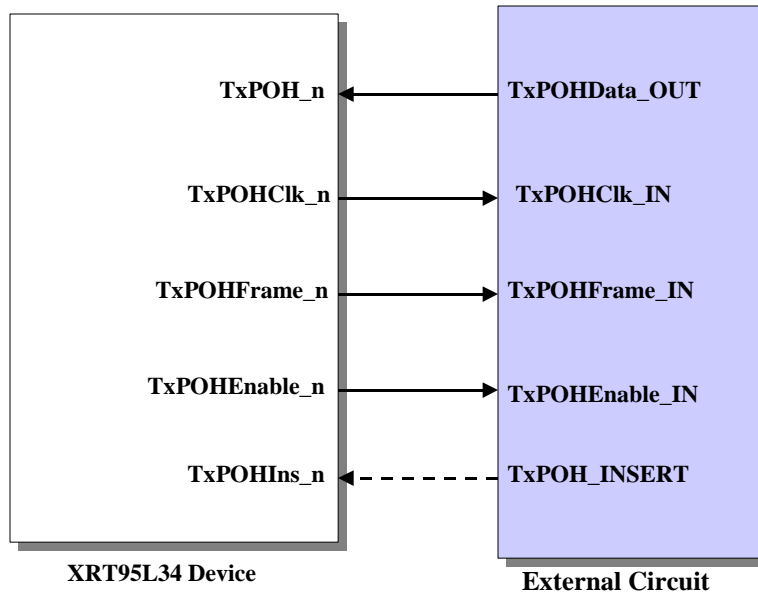 TxPOH_n TxPOHData_OUT
TxPOHClk_n TxPOHClk_IN
TxPOHFrame_n TxPOHFrame_IN
TxPOHEnable_n TxPOHEnable_IN
TxPOHIns_n TxPOH_INSERT
XRT95L34 Device
External Circuit